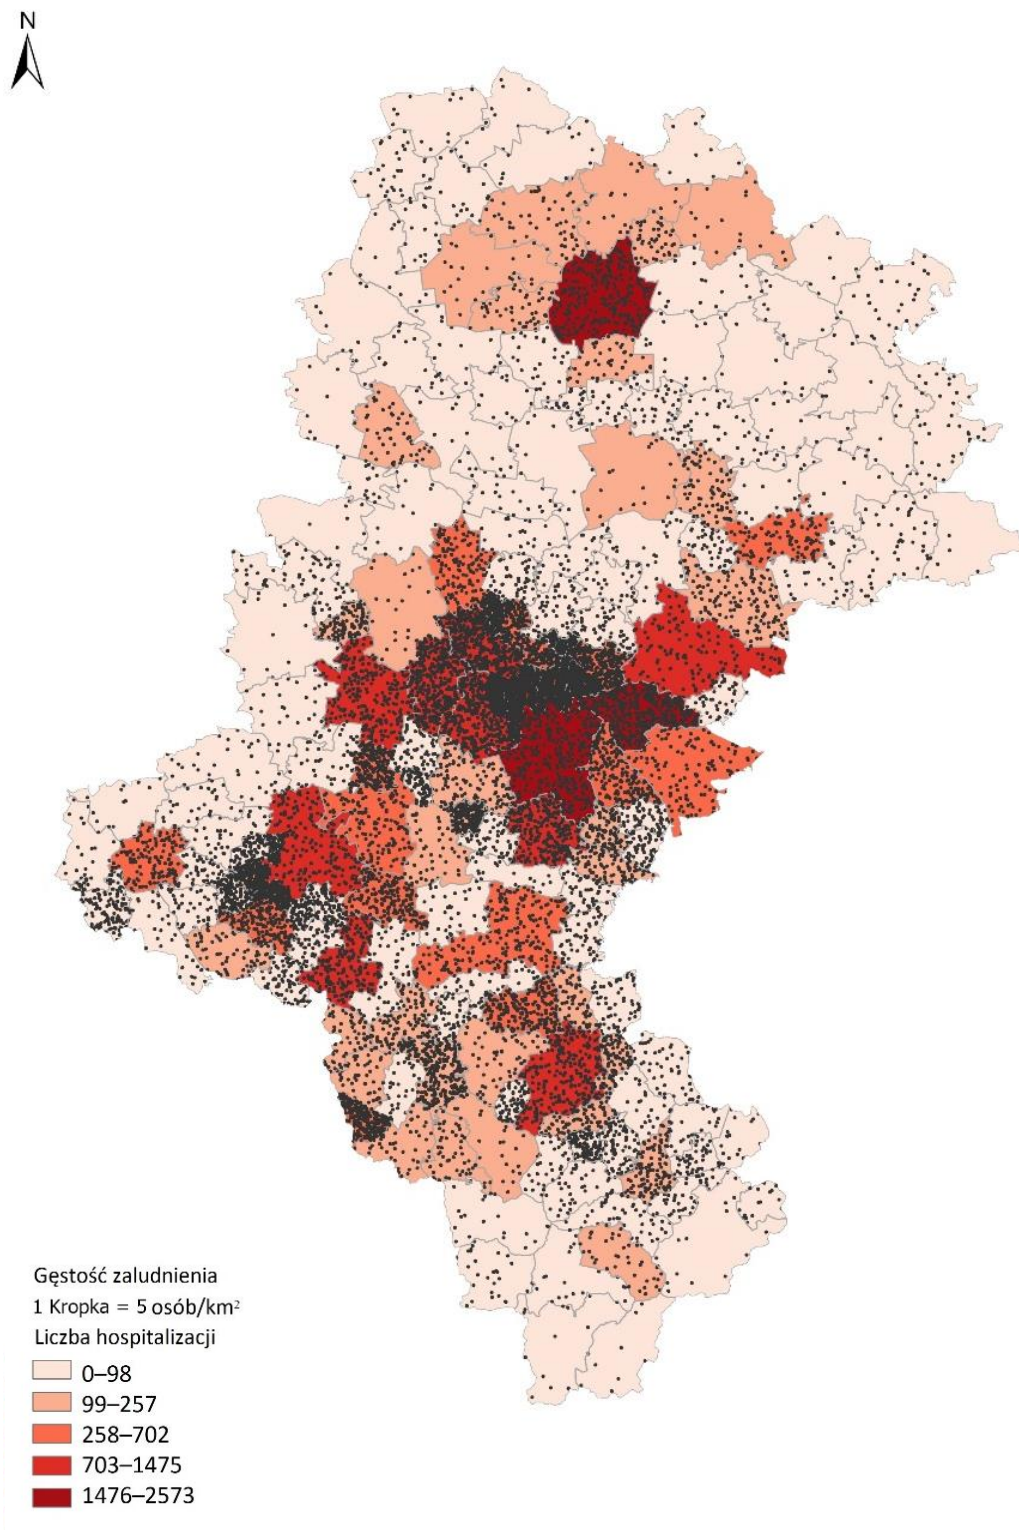 N
Gęstość zaludnienia
1 Kropka = 5 osób/km²
Liczba hospitalizacji
0–98
99–257
258–702
703–1475
1476–2573